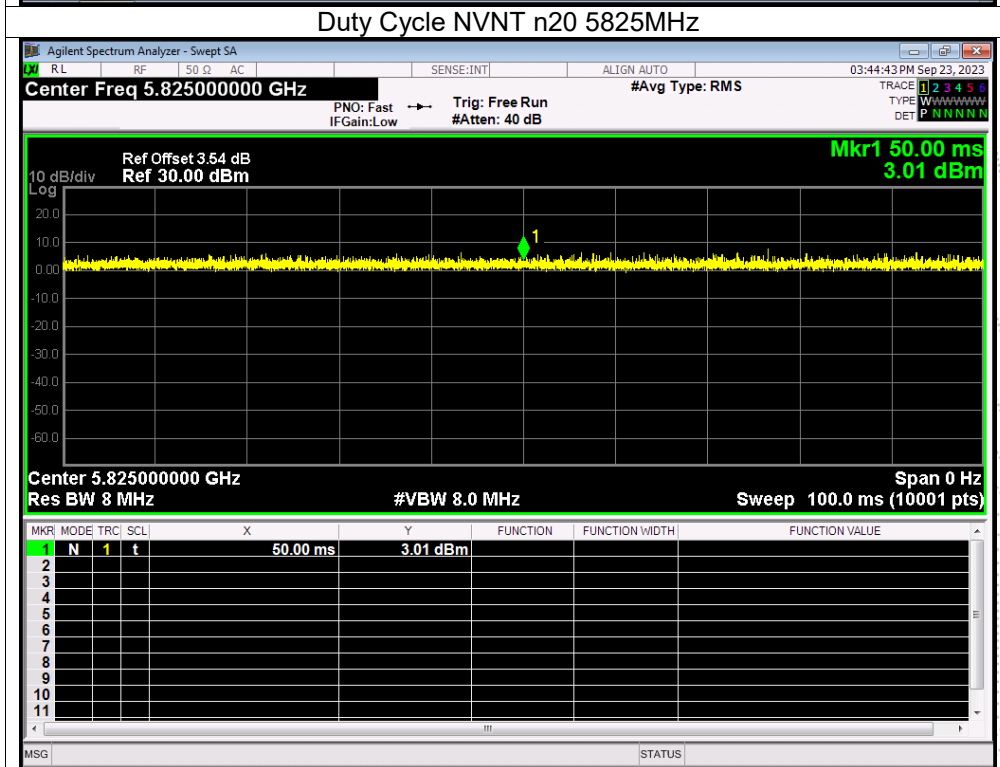 Duty Cycle NVNT n20 5825MHz
Agilent Spectrum Analyzer - Swept SA
LXI RL RF 50 Ω AC SENSE:INT ALIGN AUTO 03:44:43 PM Sep 23, 2023
Center Freq 5.825000000 GHz #Avg Type: RMS TRACE 1 2 3 4 5 6
PNO: Fast Trig: Free Run TYPE WWWWWW
IFGain:Low #Atten: 40 dB DET P N N N N N
Mkr1 50.00 ms
Ref Offset 3.54 dB
10 dB/div Ref 30.00 dBm 3.01 dBm
Log
20.0
10.0
1
0.00
-10.0
-20.0
-30.0
-40.0
-50.0
-60.0
Center 5.825000000 GHz Span 0 Hz
Res BW 8 MHz #VBW 8.0 MHz Sweep 100.0 ms (10001 pts)
MKR MODE TRC SCL X Y FUNCTION FUNCTION WIDTH FUNCTION VALUE
1 N 1 t 50.00 ms 3.01 dBm
2
3
4
5
6
7
8
9
10
11
MSG STATUS